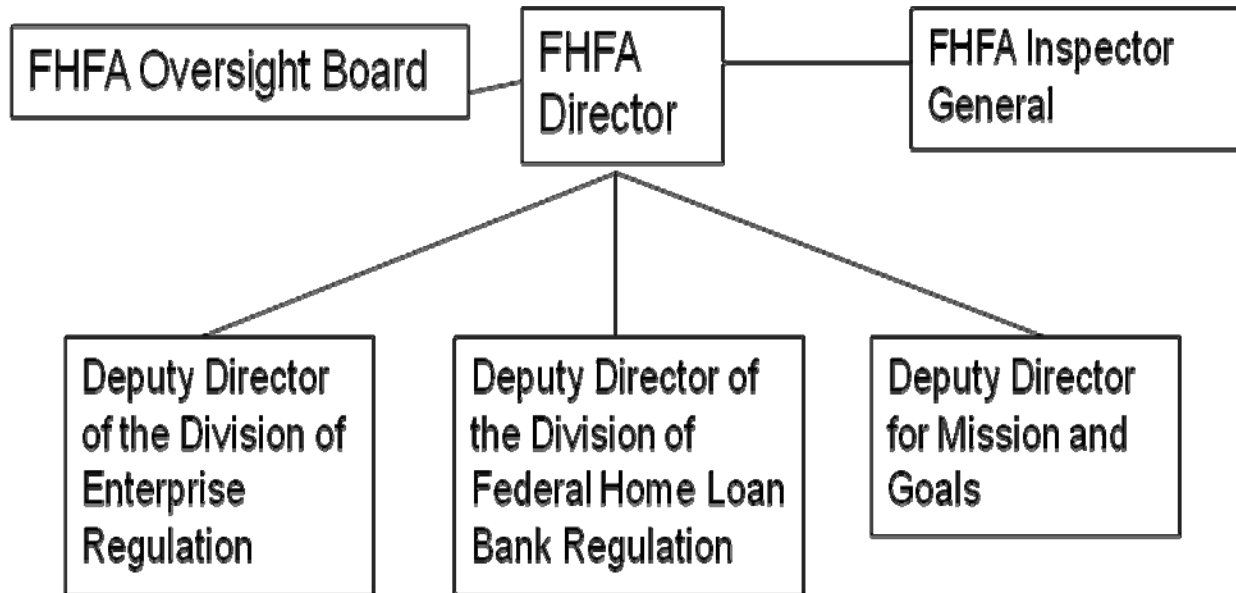 FHFA Oversight Board
FHFA
Director
FHFA Inspector
General
Deputy Director
of the Division of
Enterprise
Regulation
Deputy Director of
the Division of
Federal Home Loan
Bank Regulation
Deputy Director
for Mission and
Goals